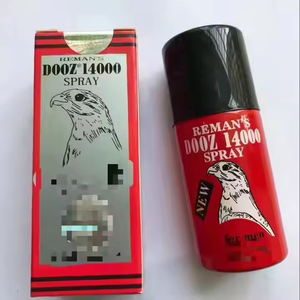 REMAN'S
DOOZ® 14000
SPRAY
REMAN'S
DOOZ 14000
SPRAY
NEW